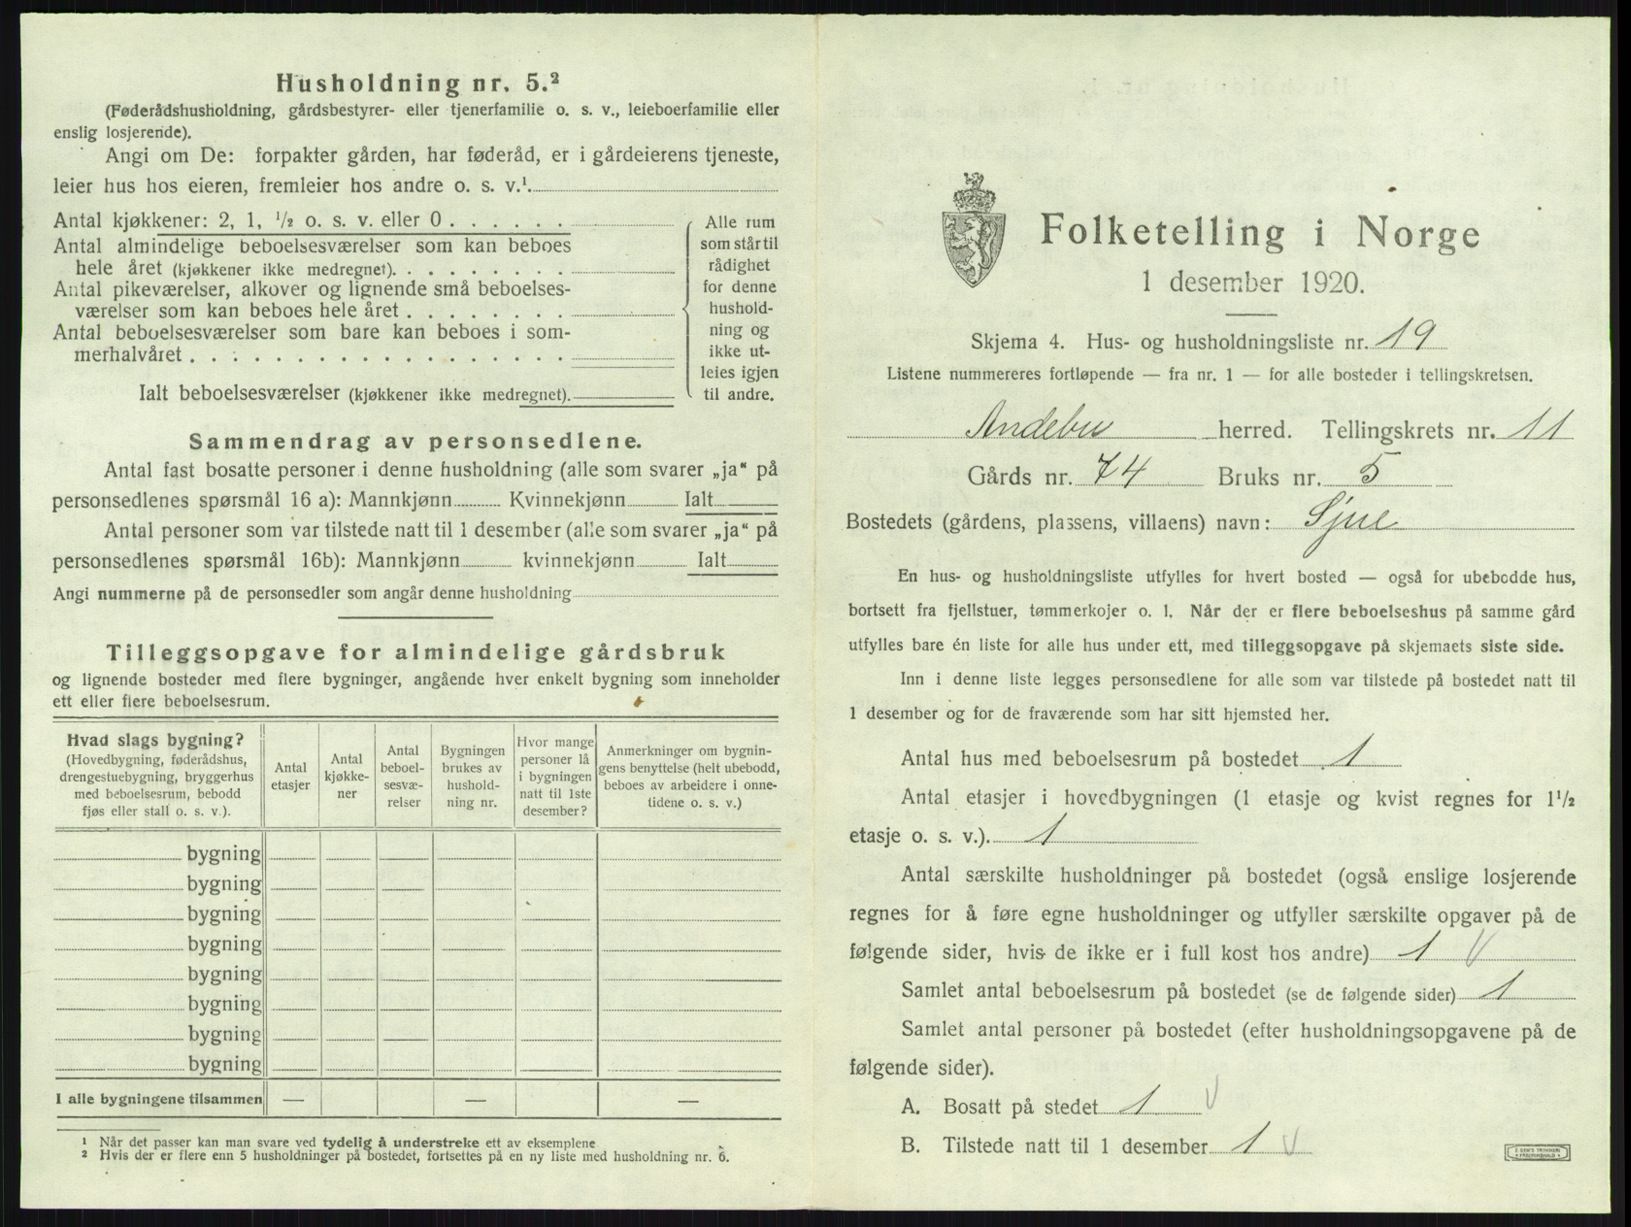 Husholdning nr. 5.²
(Føderådshusholdning, gårdsbestyrer- eller tjenerfamilie o. s. v., leieboerfamilie eller
enslig losjerende).
Angi om De: forpakter gården, har føderåd, er i gårdeierens tjeneste,
leier hus hos eieren, fremleier hos andre o. s. v.¹
Antal kjøkkener: 2, 1, ½ o. s. v. eller 0 . . . . . .
Antal almindelige beboelsesværelser som kan beboes
hele året (kjøkkener ikke medregnet). . . . . . . . .
Antal pikeværelser, alkover og lignende små beboelses-
værelser som kan beboes hele året . . . . . . . .
Antal beboelsesværelser som bare kan beboes i som-
merhalvåret . . . . . . . . . . . . . . . . . .
Ialt beboelsesværelser (kjøkkener ikke medregnet).
Alle rum
som står til
rådighet
for denne
hushold-
ning og
ikke ut-
leies igjen
til andre.
Sammendrag av personsedlene.
Antal fast bosatte personer i denne husholdning (alle som svarer „ja“ på
personsedlenes spørsmål 16 a): Mannkjønn Kvinnekjønn Ialt
Antal personer som var tilstede natt til 1 desember (alle som svarer „ja“ på
personsedlenes spørsmål 16b): Mannkjønn kvinnekjønn Ialt
Angi nummerne på de personsedler som angår denne husholdning
Tilleggsopgave for almindelige gårdsbruk
og lignende bosteder med flere bygninger, angående hver enkelt bygning som inneholder
ett eller flere beboelsesrum.
Hvad slags bygning?
(Hovedbygning, føderådshus,
drengestuebygning, bryggerhus
med beboelsesrum, bebodd
fjøs eller stall o. s. v.).
Antal
etasjer
Antal
kjøkke-
ner
Antal
beboel-
sesvæ-
relser
Bygningen
brukes av
hushold-
ning nr.
Hvor mange
personer lå
i bygningen
natt til 1ste
desember?
Anmerkninger om bygnin-
gens benyttelse (helt ubebodd,
beboes av arbeidere i onne-
tidene o. s. v.)
bygning
bygning
bygning
bygning
bygning
bygning
bygning
bygning
I alle bygningene tilsammen — — —
¹ Når det passer kan man svare ved tydelig å understreke ett av eksemplene
² Hvis der er flere enn 5 husholdninger på bostedet, fortsettes på en ny liste med husholdning nr. 6.
Folketelling i Norge
1 desember 1920.
Skjema 4. Hus- og husholdningsliste nr. 19
Listene nummereres fortløpende — fra nr. 1 — for alle bosteder i tellingskretsen.
Andebu herred. Tellingskrets nr. 11
Gårds nr. 74 Bruks nr. 5
Bostedets (gårdens, plassens, villaens) navn: Sjue
En hus- og husholdningsliste utfylles for hvert bosted — også for ubebodde hus,
bortsett fra fjellstuer, tømmerkojer o. l. Når der er flere beboelseshus på samme gård
utfylles bare én liste for alle hus under ett, med tilleggsopgave på skjemaets siste side.
Inn i denne liste legges personsedlene for alle som var tilstede på bostedet natt til
1 desember og for de fraværende som har sitt hjemsted her.
Antal hus med beboelsesrum på bostedet 1
Antal etasjer i hovedbygningen (1 etasje og kvist regnes for 1½
etasje o. s. v.). 1
Antal særskilte husholdninger på bostedet (også enslige losjerende
regnes for å føre egne husholdninger og utfyller særskilte opgaver på de
følgende sider, hvis de ikke er i full kost hos andre) 1 V
Samlet antal beboelsesrum på bostedet (se de følgende sider) 1
Samlet antal personer på bostedet (efter husholdningsopgavene på de
følgende sider).
A. Bosatt på stedet 1 V
B. Tilstede natt til 1 desember 1 V